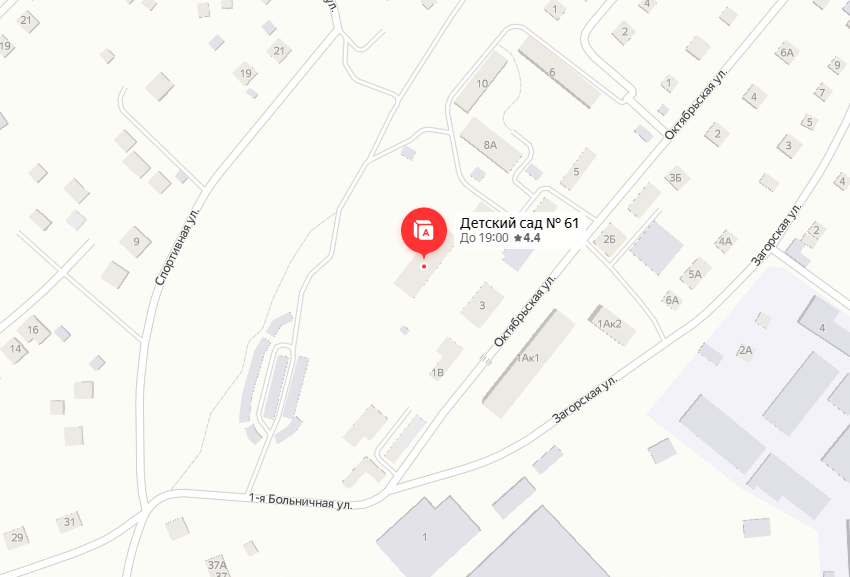 21
19
ул.
21
19
1
2
4
6
10
8А
5
1
4
2
6А
9
7
5
3
4
Октябрьская ул.
3Б
Спортивная ул.
9
Детский сад № 61
До 19:00 ★4.4
2Б
4А
5А
6А
2
Загорская ул.
16
14
3
Октябрьская ул.
1Ак2
1Ак1
1В
2А
4
Загорская ул.
1-я Больничная ул.
31
29
1
37А
37